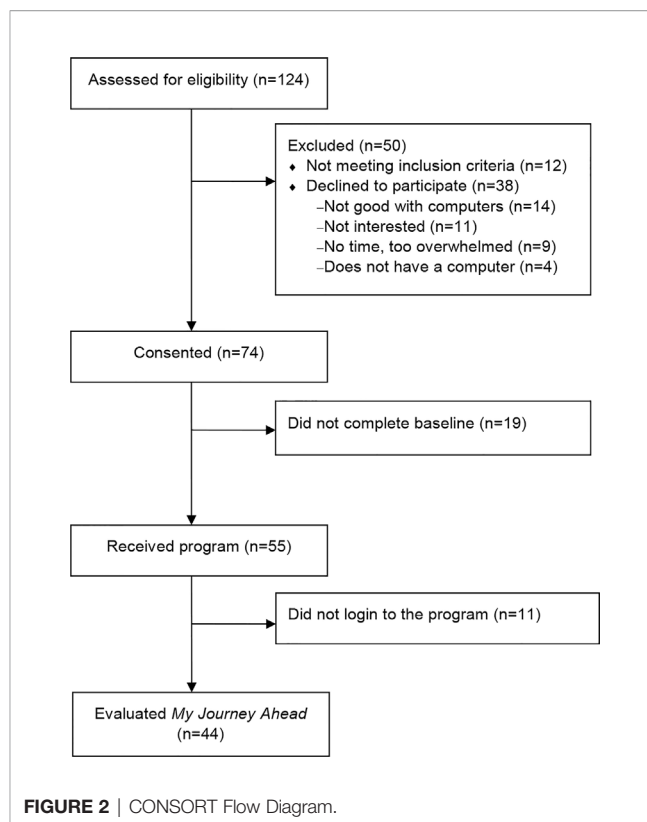 Assessed for eligibility (n=124)
Excluded (n=50)
♦ Not meeting inclusion criteria (n=12)
♦ Declined to participate (n=38)
–Not good with computers (n=14)
–Not interested (n=11)
–No time, too overwhelmed (n=9)
–Does not have a computer (n=4)
Consented (n=74)
Did not complete baseline (n=19)
Received program (n=55)
Did not login to the program (n=11)
Evaluated My Journey Ahead
(n=44)
FIGURE 2 | CONSORT Flow Diagram.